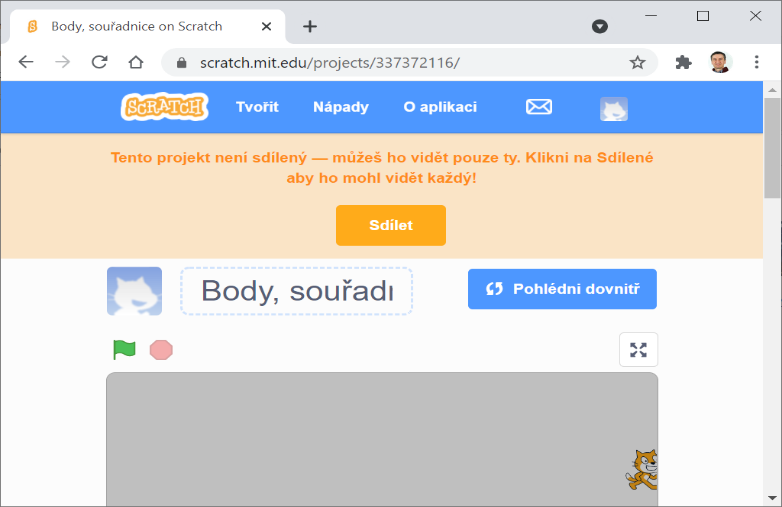 Body, souřadnice on Scratch
scratch.mit.edu/projects/337372116/
SCRATCH Tvořit Nápady O aplikaci
Tento projekt není sdílený — můžeš ho vidět pouze ty. Klikni na Sdílené
aby ho mohl vidět každý!
Sdílet
Body, souřadı
Pohlédni dovnitř